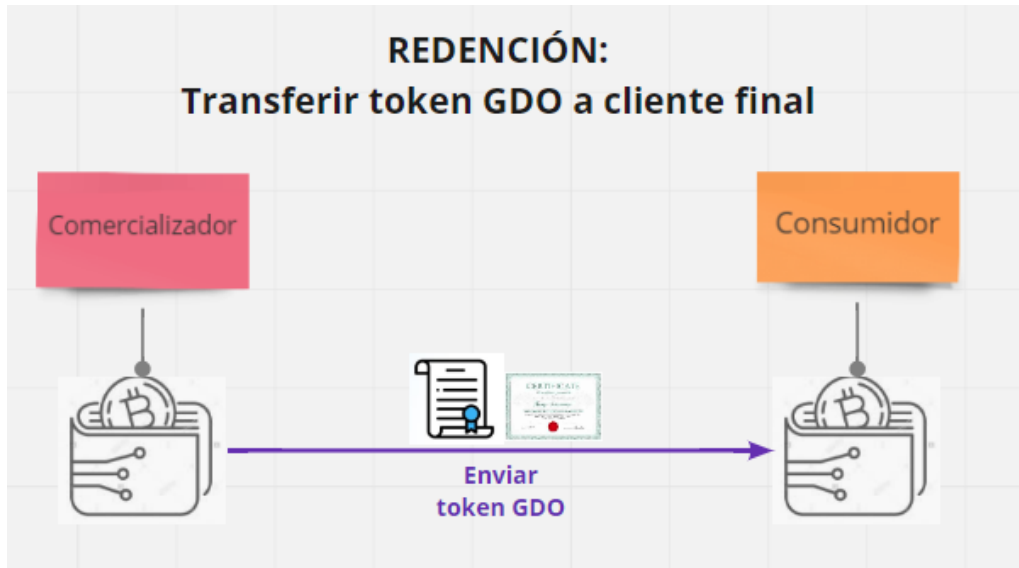 REDENCIÓN:
Transferir token GDO a cliente final
Comercializador
Consumidor
CERTIFICATE
Enviar
token GDO